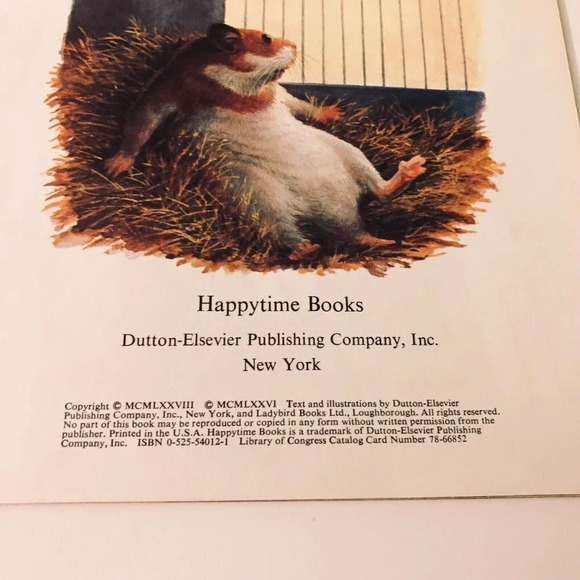 Happytime Books
Dutton-Elsevier Publishing Company, Inc.
New York
Copyright © MCMLXXVIII © MCMLXXVI Text and illustrations by Dutton-Elsevier
Publishing Company, Inc., New York, and Ladybird Books Ltd., Loughborough. All rights reserved.
No part of this book may be reproduced or copied in any form without written permission from the
publisher. Printed in the U.S.A. Happytime Books is a trademark of Dutton-Elsevier Publishing
Company, Inc. ISBN 0-525-54012-1 Library of Congress Catalog Card Number 78-66852